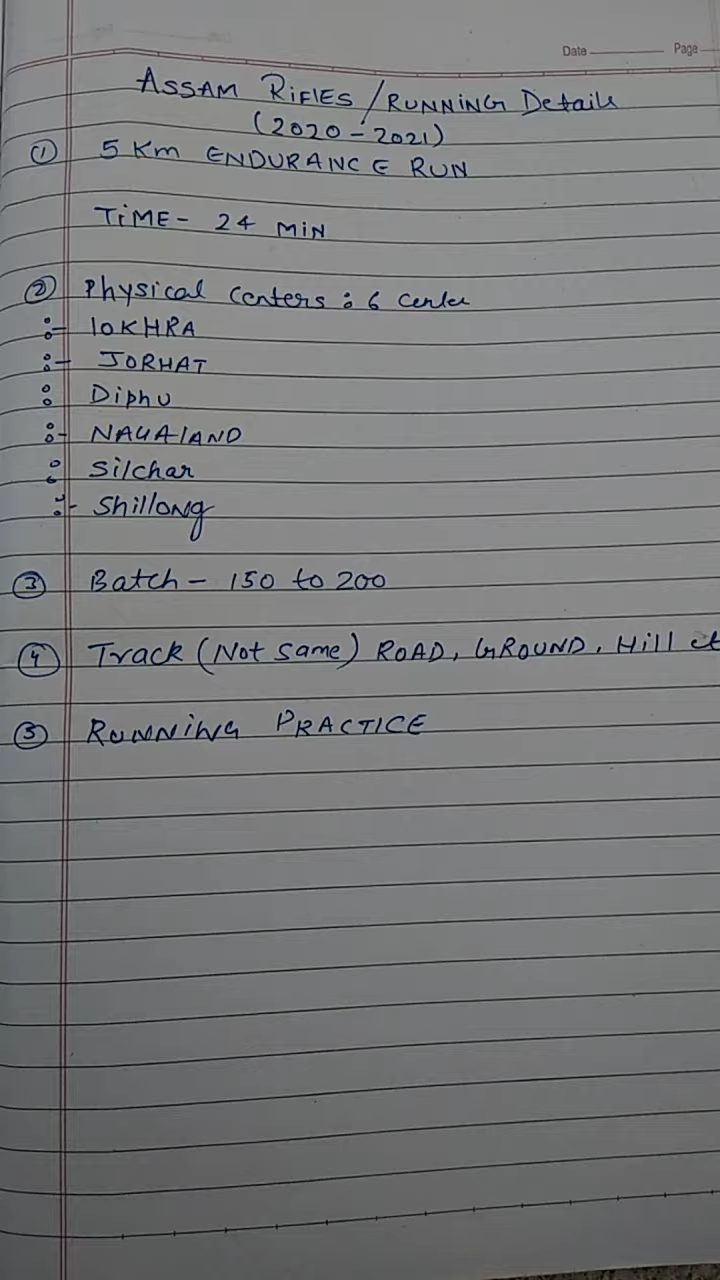 Date Page
ASSAM RIFlES / RUNNiNG Details
(2020-2021)
① 5 Km ENDURANCE RUN
TiME - 24 MiN
② Physical Centers : 6 Center
:- lOKHRA
:- JORHAT
: Diphu
:- NAGAlAND
: Silchar
:- Shillong
③ Batch - 150 to 200
④ Track (Not same) ROAD, GROUND, Hill et
⑤ RUNNiNG PRACTICE